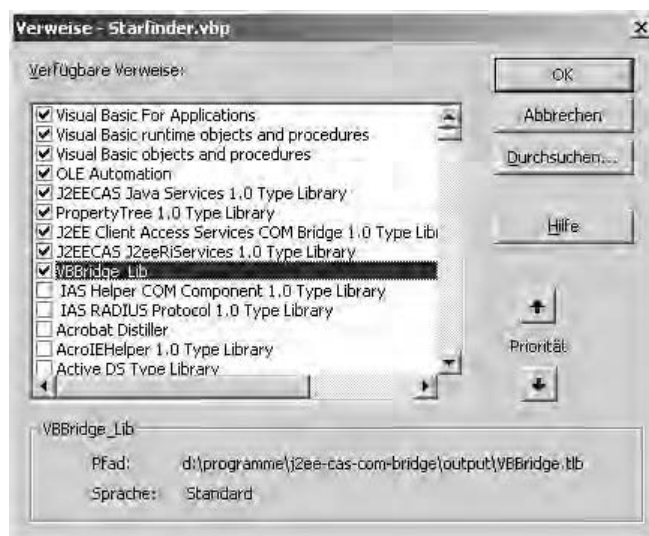 Verweise - Starfinder.vbp
Verfügbare Verweise:
OK
Abbrechen
Durchsuchen...
Hilfe
Priorität
Visual Basic For Applications
Visual Basic runtime objects and procedures
Visual Basic objects and procedures
OLE Automation
J2EECAS Java Services 1.0 Type Library
PropertyTree 1.0 Type Library
J2EE Client Access Services COM Bridge 1.0 Type Libr
J2EECAS J2eeRiServices 1.0 Type Library
VBBridge_Lib
IAS Helper COM Component 1.0 Type Library
IAS RADIUS Protocol 1.0 Type Library
Acrobat Distiller
AcroIEHelper 1.0 Type Library
Active DS Type Library
VBBridge_Lib
Pfad: d:\programme\j2ee-cas-com-bridge\output\VBBridge.tlb
Sprache: Standard